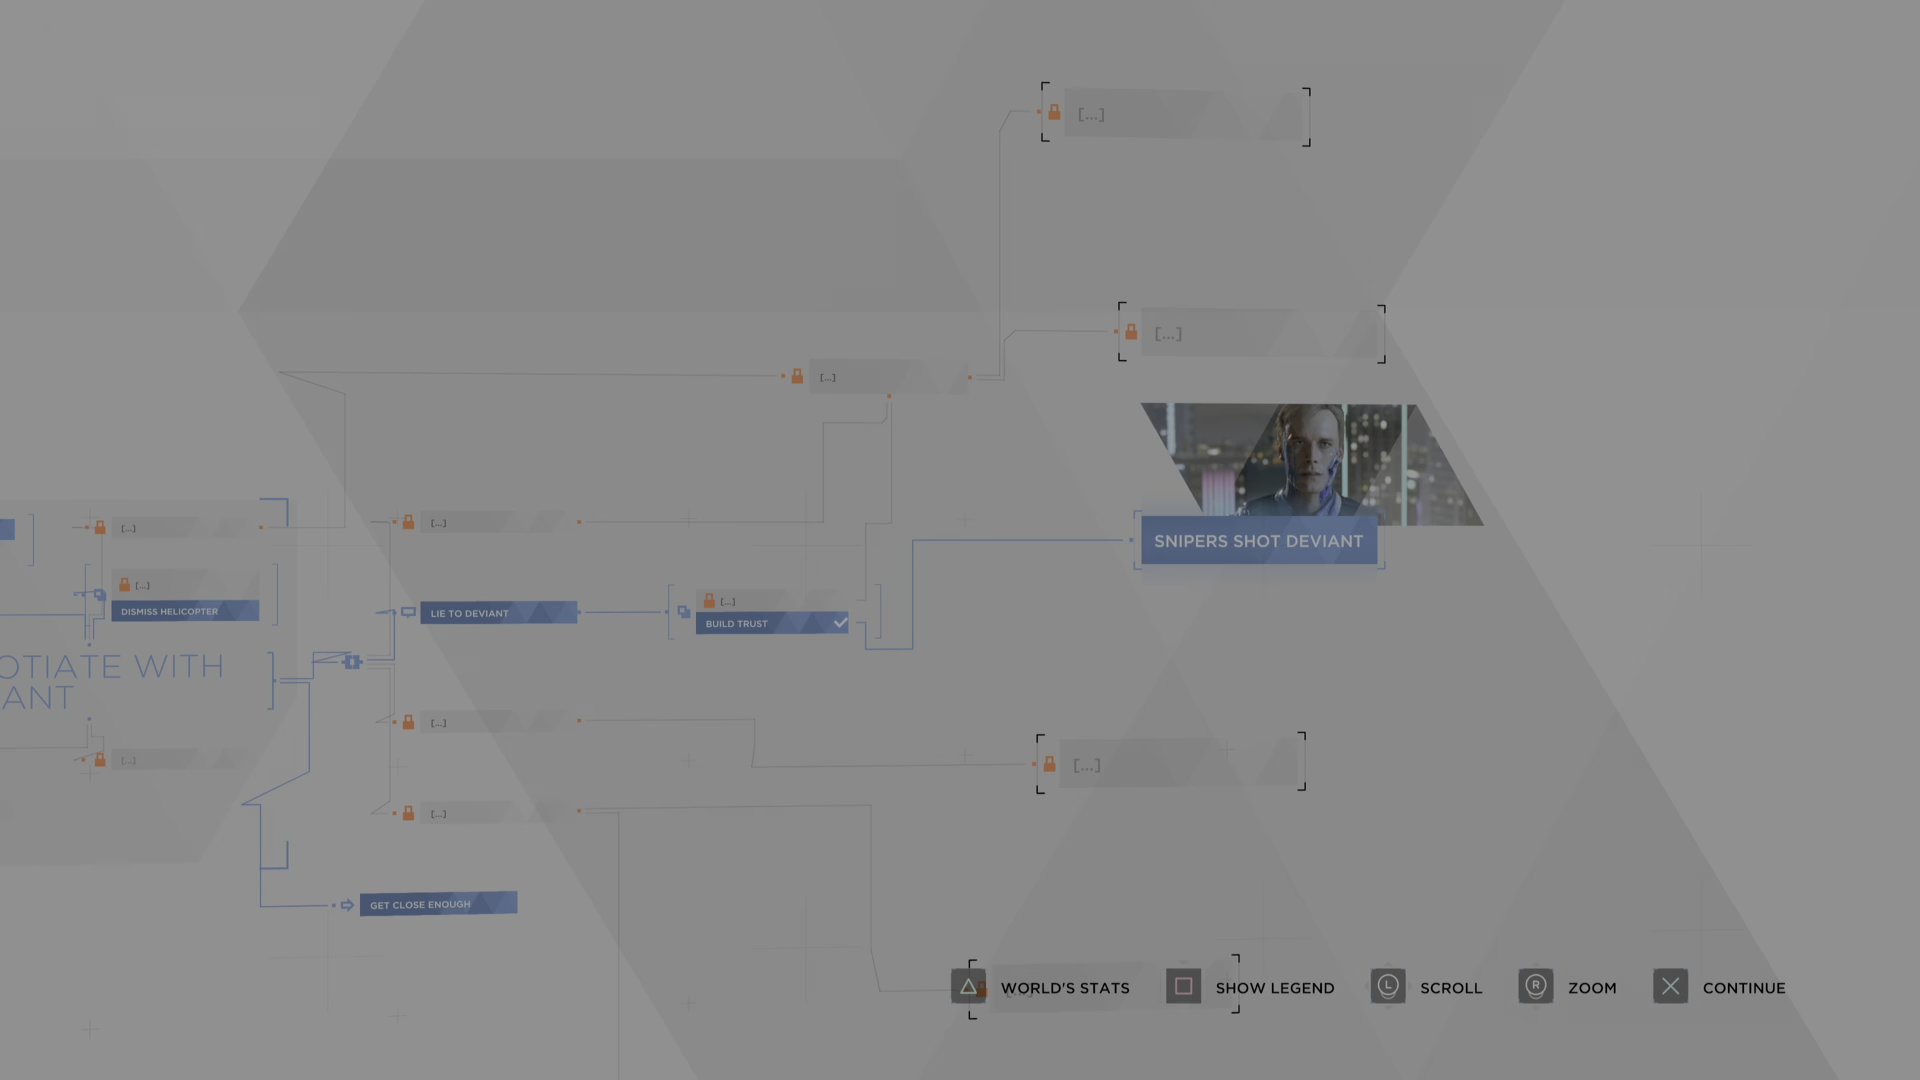 [...]
[...]
[...]
SNIPERS SHOT DEVIANT
[...]
[...]
[...]
DISMISS HELICOPTER
LIE TO DEVIANT
[...]
BUILD TRUST
OTIATE WITH
ANT
[...]
[...]
[...]
[...]
GET CLOSE ENOUGH
WORLD'S STATS
SHOW LEGEND
L
SCROLL
R
ZOOM
CONTINUE